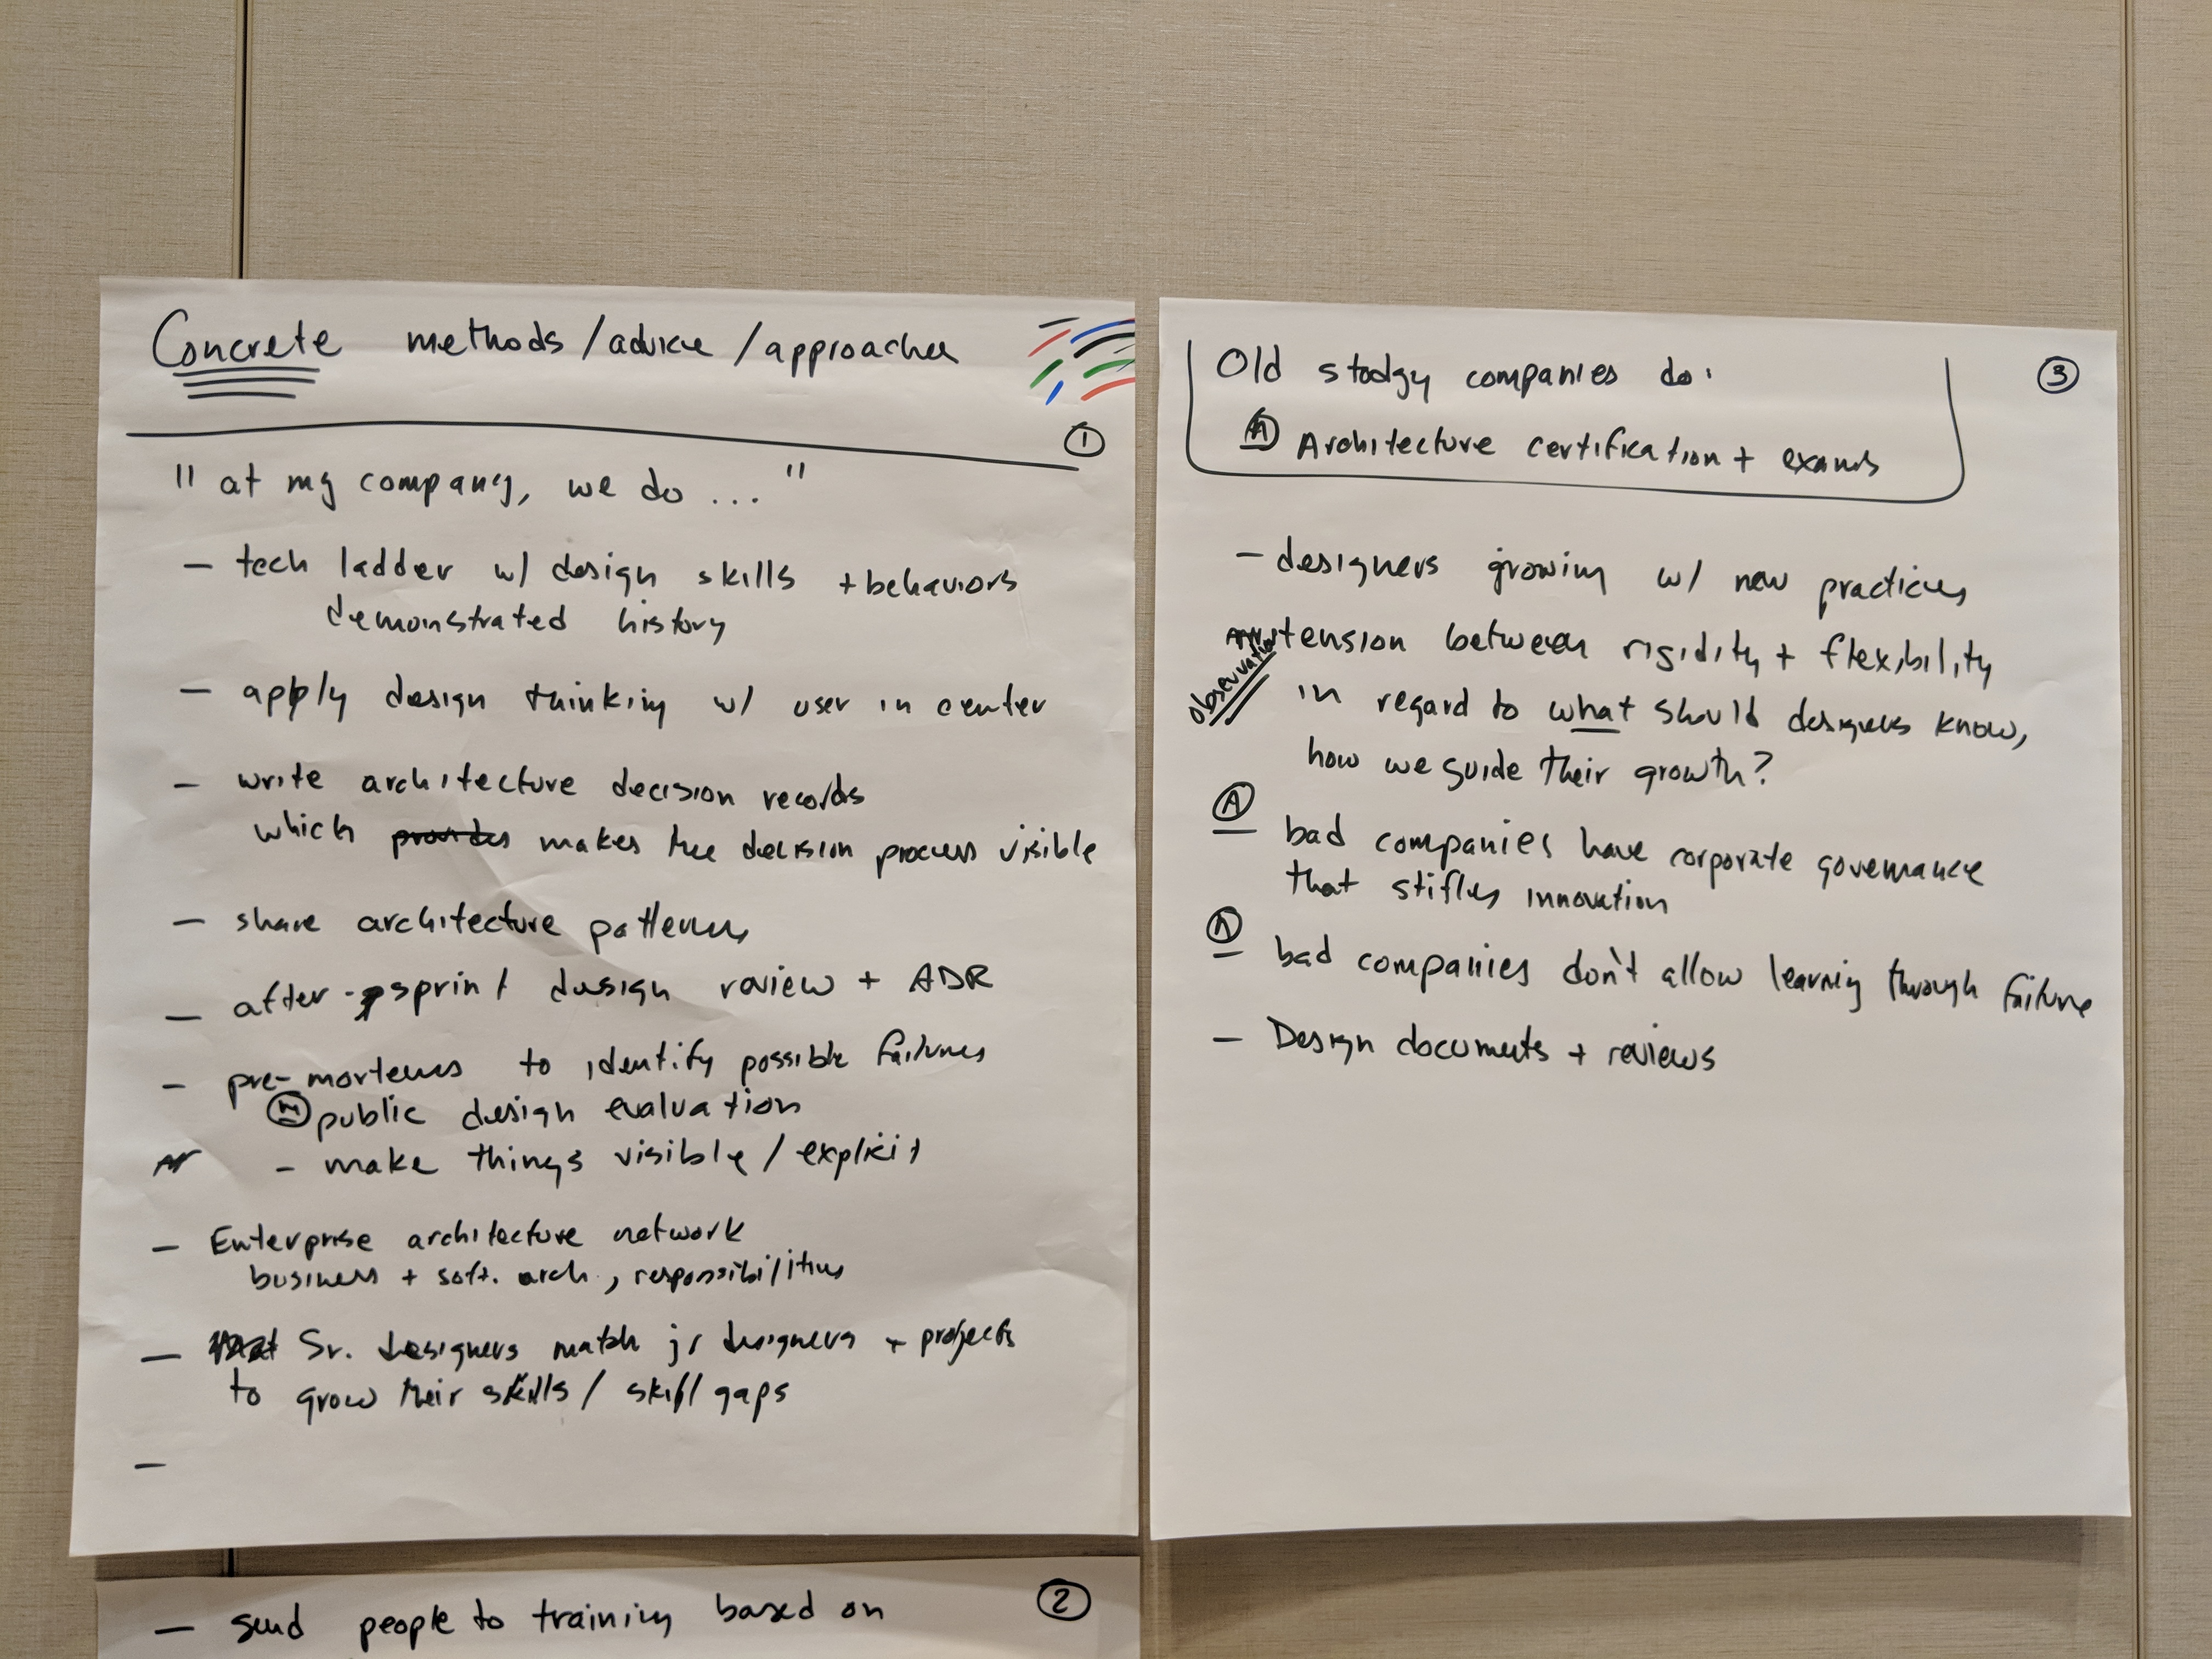 Concrete methods / advice / approaches
①
" at my company, we do ... "
– tech ladder w/ design skills + behaviors
demonstrated history
– apply design thinking w/ user in center
– write architecture decision records
which provides makes the decision process visible
– share architecture patterns
– after-sprint design review + ADR
– pre-mortems to identify possible failures
public design evaluation
– make things visible / explicit
– Enterprise architecture network
business + soft. arch, responsibilities
– Sr. designers match jr designers + projects
to grow their skills / skill gaps
–
②
– send people to training based on
③
Old stodgy companies do:
Ⓐ Architecture certification + exams
– designers growing w/ new practices
observation
tension between rigidity + flexibility
in regard to what should designers know,
how we guide their growth?
Ⓐ bad companies have corporate governance
that stifles innovation
Ⓐ bad companies don't allow learning through failure
– Design documents + reviews